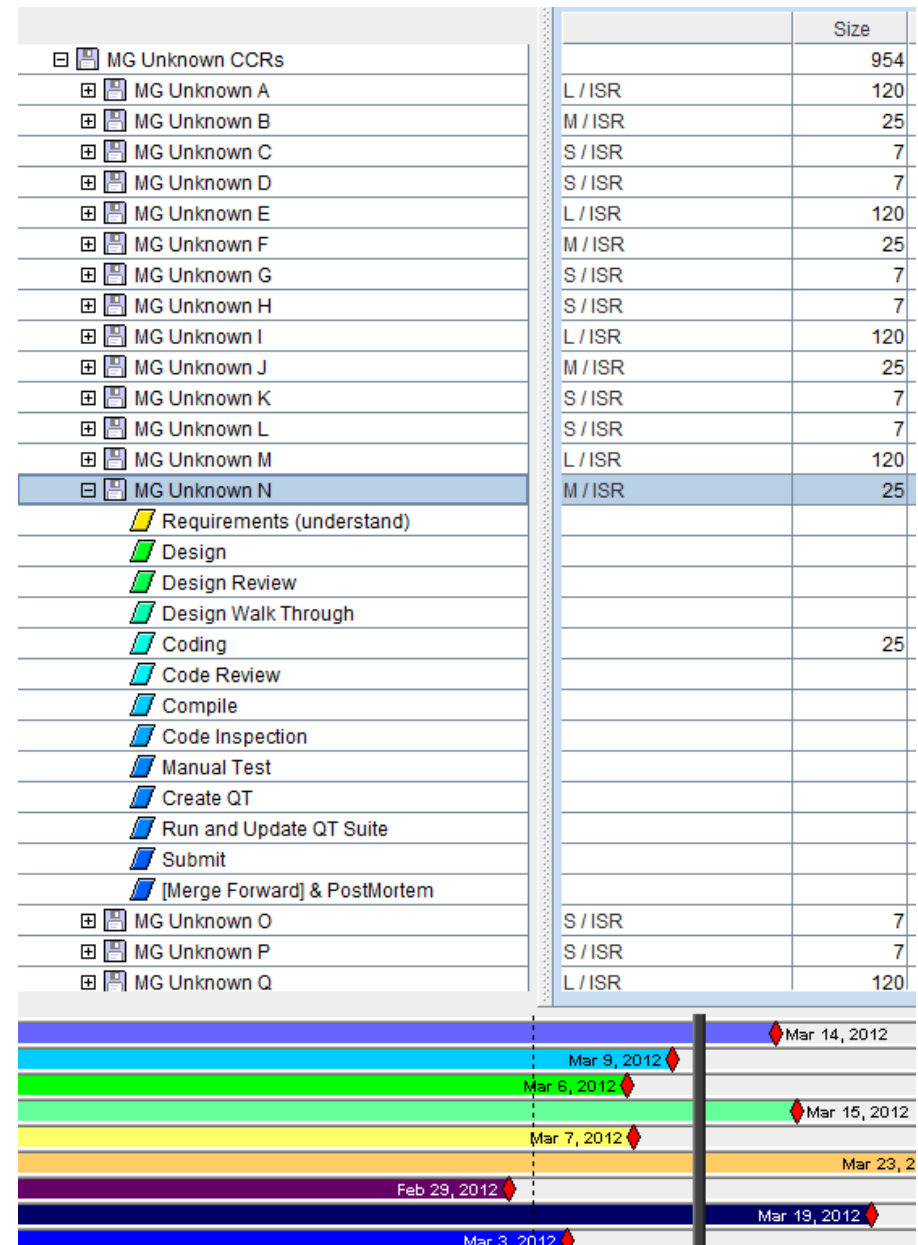 Size
MG Unknown CCRs 954
MG Unknown A L / ISR 120
MG Unknown B M / ISR 25
MG Unknown C S / ISR 7
MG Unknown D S / ISR 7
MG Unknown E L / ISR 120
MG Unknown F M / ISR 25
MG Unknown G S / ISR 7
MG Unknown H S / ISR 7
MG Unknown I L / ISR 120
MG Unknown J M / ISR 25
MG Unknown K S / ISR 7
MG Unknown L S / ISR 7
MG Unknown M L / ISR 120
MG Unknown N M / ISR 25
Requirements (understand)
Design
Design Review
Design Walk Through
Coding 25
Code Review
Compile
Code Inspection
Manual Test
Create QT
Run and Update QT Suite
Submit
[Merge Forward] & PostMortem
MG Unknown O S / ISR 7
MG Unknown P S / ISR 7
MG Unknown Q L / ISR 120
Mar 14, 2012
Mar 9, 2012
Mar 6, 2012
Mar 15, 2012
Mar 7, 2012
Mar 23, 2
Feb 29, 2012
Mar 19, 2012
Mar 3, 2012